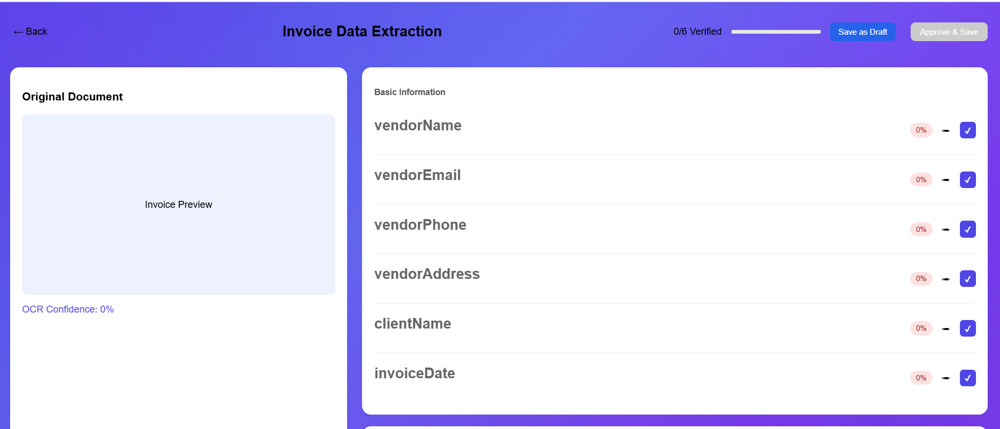 ← Back
Invoice Data Extraction
0/6 Verified
Save as Draft
Approve & Save
Original Document
Invoice Preview
OCR Confidence: 0%
Basic Information
vendorName
0%
vendorEmail
0%
vendorPhone
0%
vendorAddress
0%
clientName
0%
invoiceDate
0%